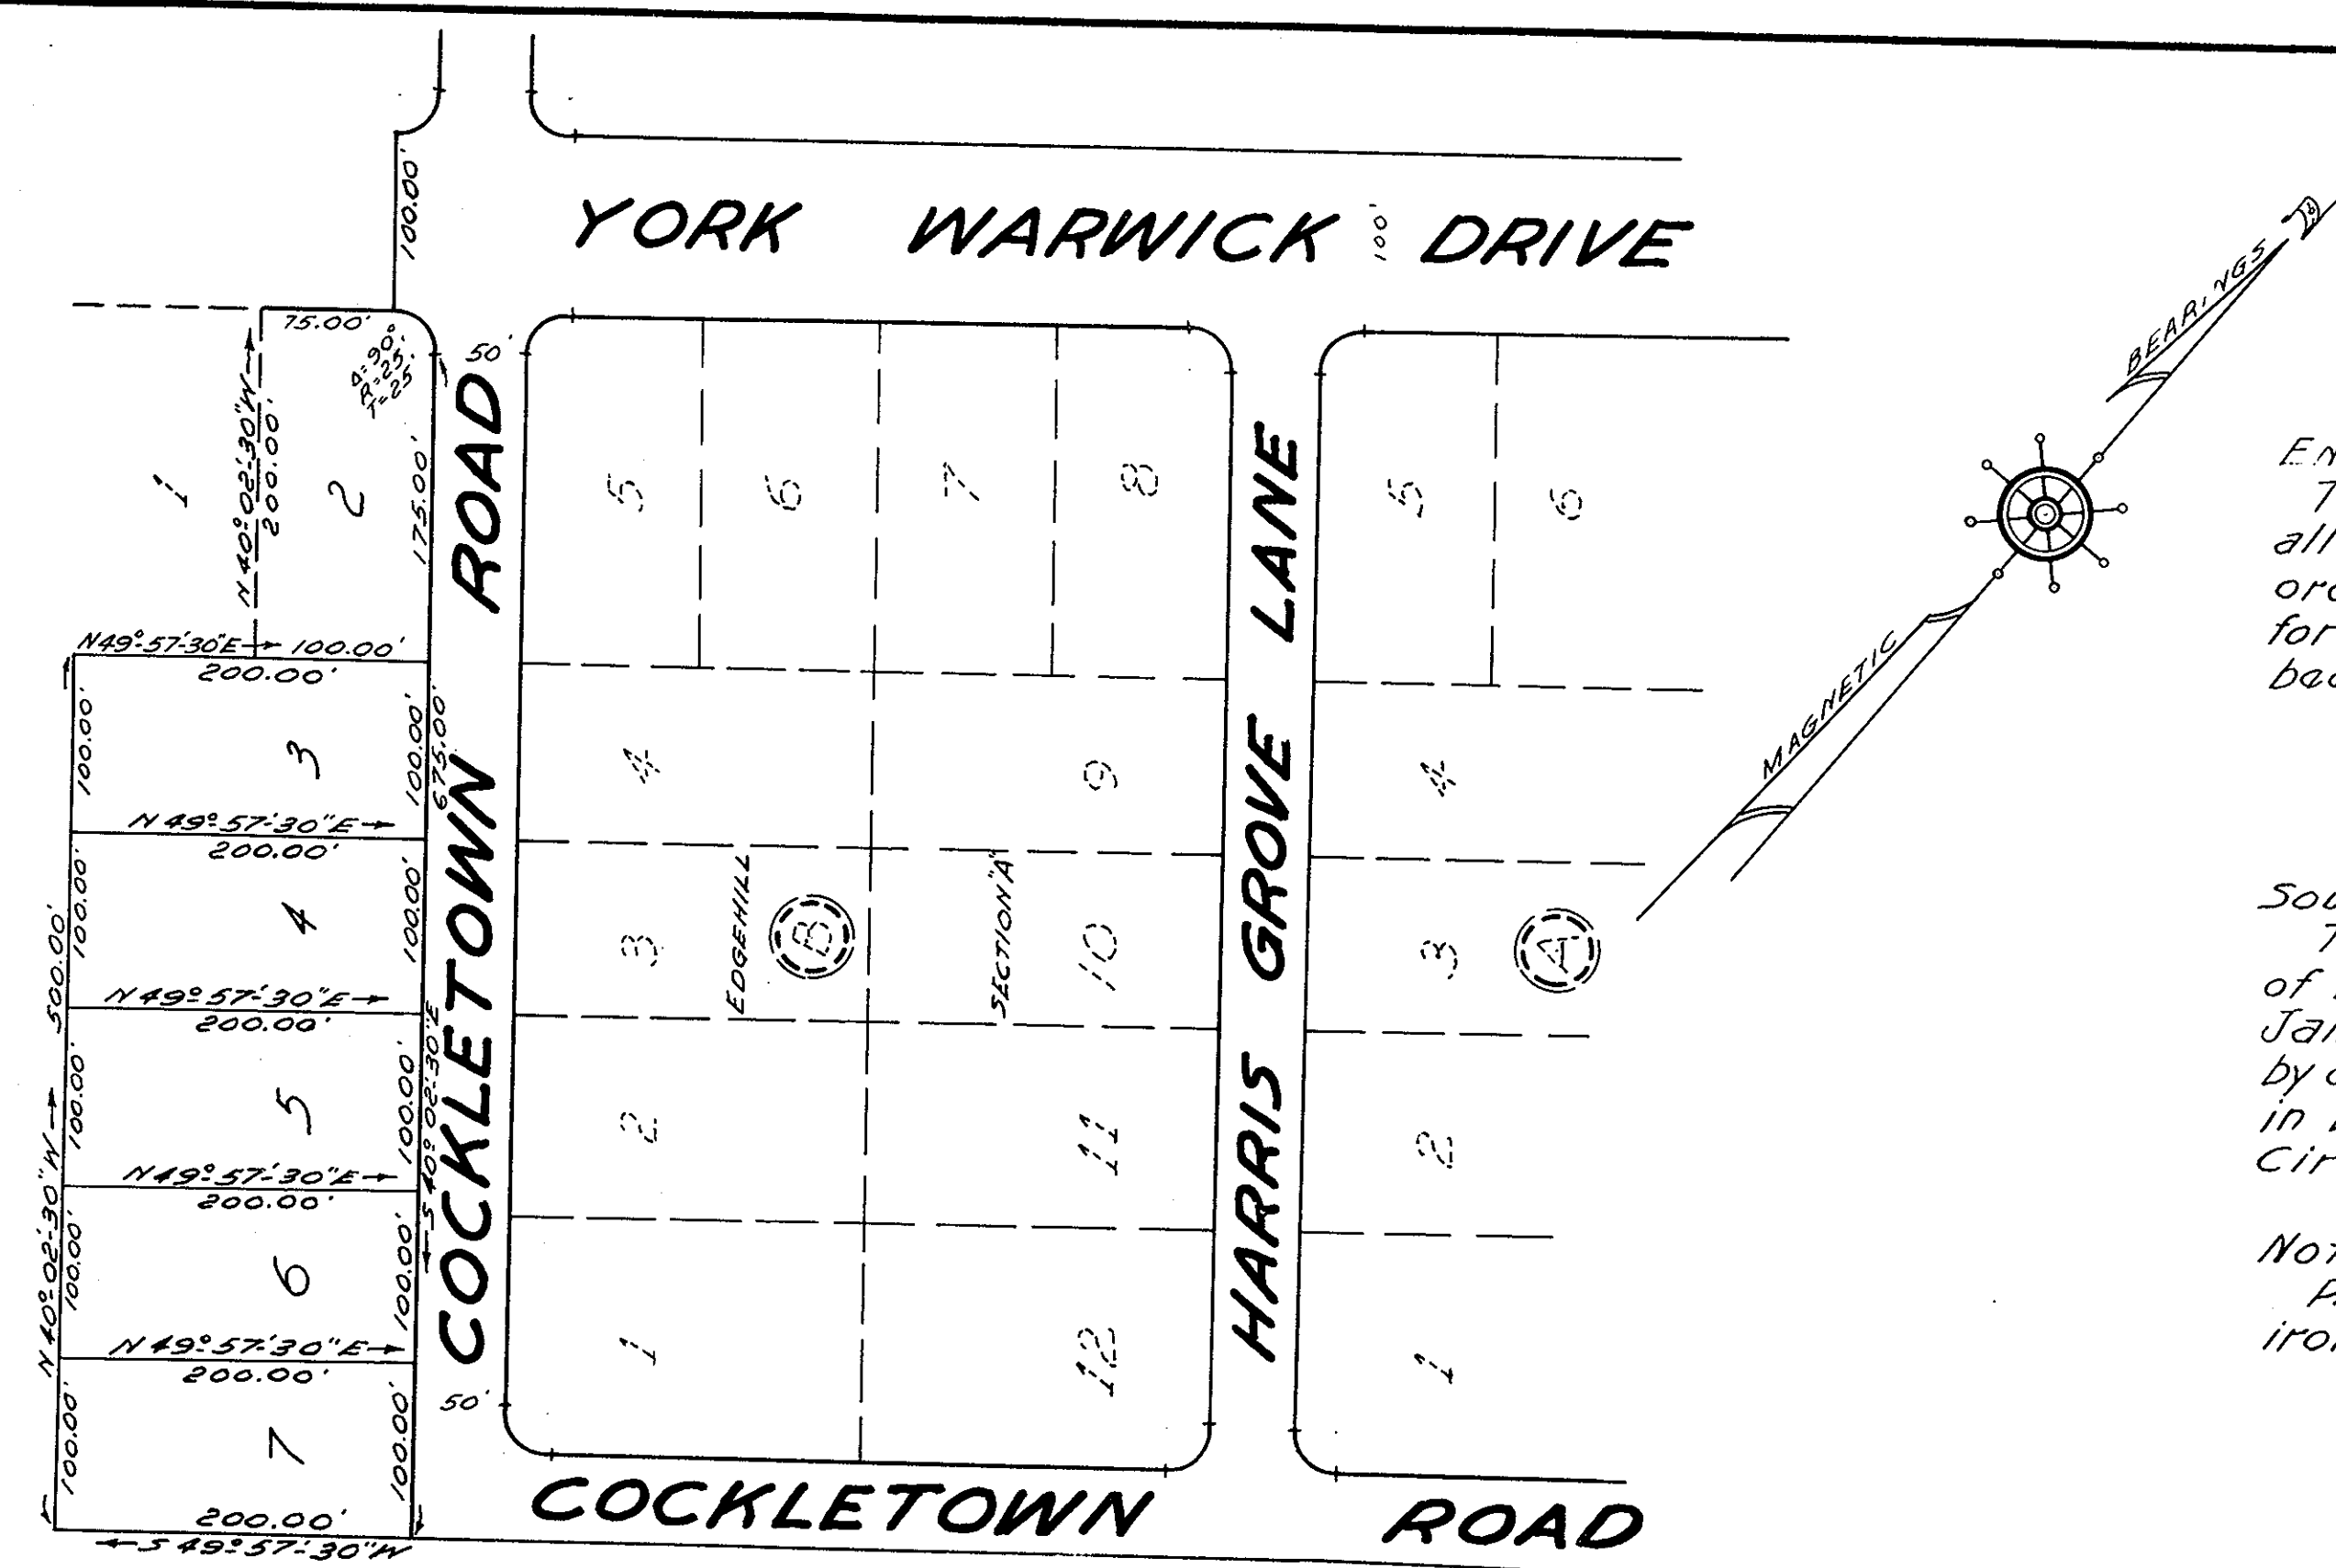 YORK WARWICK DRIVE
100'
100.00'
75.00'
Δ=90°
R=25'
T=25'
50'
N 40°-02'-30"W
200.00'
175.00'
1
2
N49°-57'-30"E 100.00'
200.00'
100.00'
3
100.00'
675.00'
N 49°-57'-30"E
200.00'
100.00'
4
100.00'
500.00'
N 49°-57'-30"E
200.00'
100.00'
5
100.00'
S 40°-02'-30"E
N 49°-57'-30"E
200.00'
N 40°-02'-30"W
100.00'
6
100.00'
N 49°-57'-30"E
200.00'
100.00'
7
100.00'
200.00'
S 49°-57'-30"W
COCKLETOWN ROAD
50'
5
6
7
8
4
9
3
EDGEHILL
B
SECTION "A"
10
2
11
1
12
HARRIS GROVE LANE
5
6
4
3
A
2
1
COCKLETOWN ROAD
MAGNETIC
BEARINGS
all
for
of
by
in
Cir